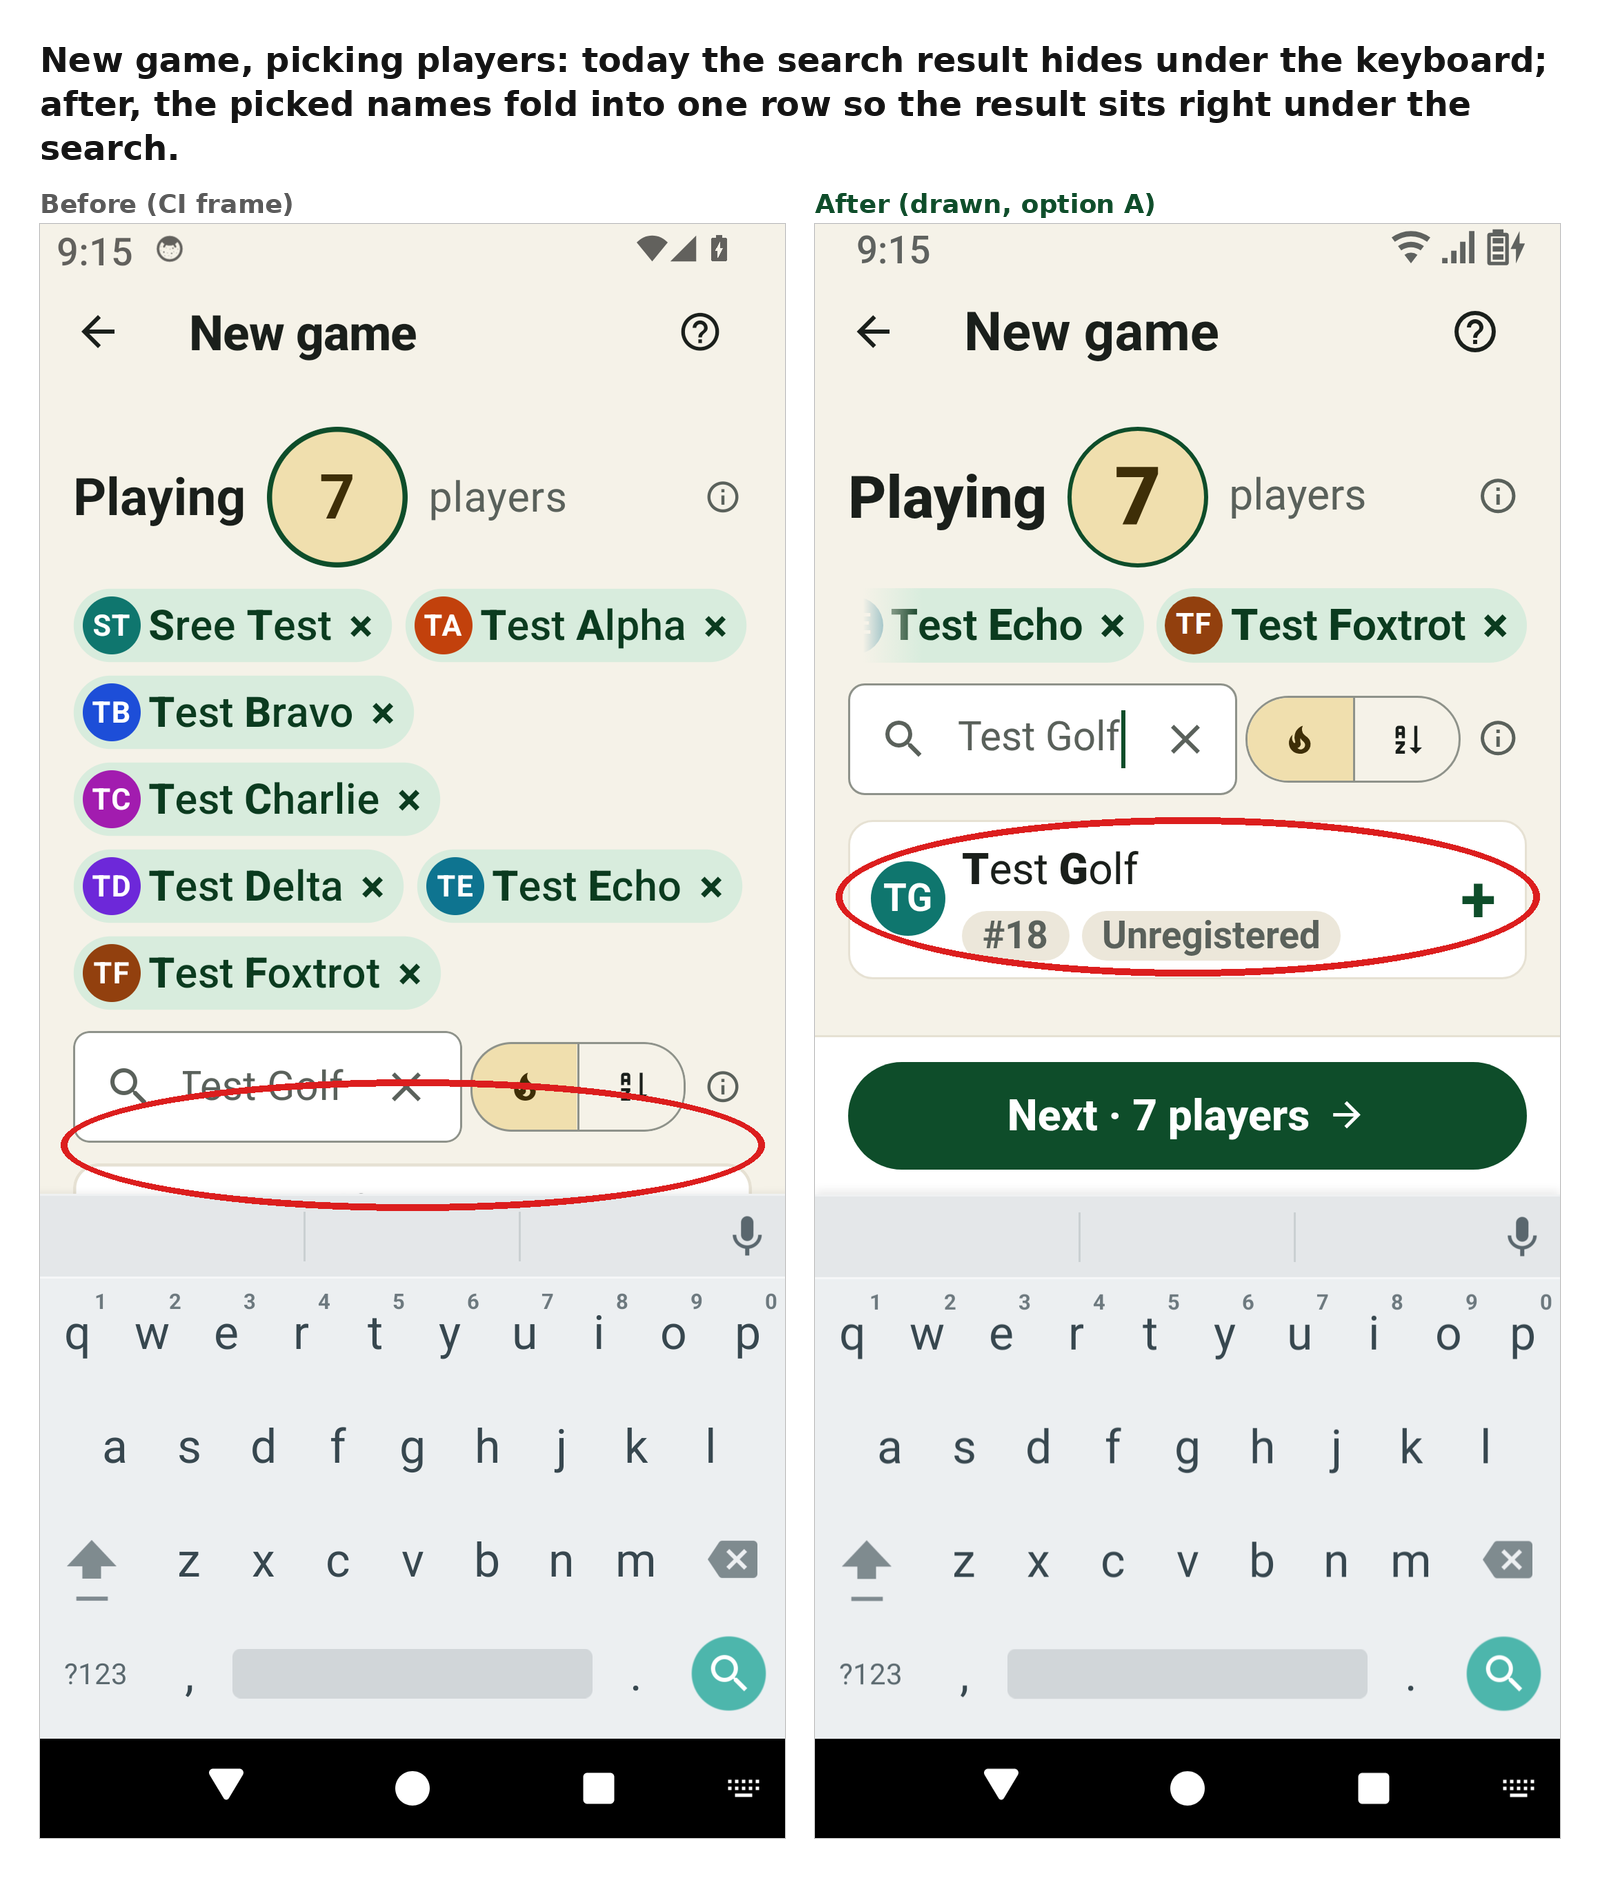 New game, picking players: today the search result hides under the keyboard;
after, the picked names fold into one row so the result sits right under the
search.
Before (CI frame)
9:15
New game
Playing 7 players
ST Sree Test × TA Test Alpha ×
TB Test Bravo ×
TC Test Charlie ×
TD Test Delta × TE Test Echo ×
TF Test Foxtrot ×
Test Golf
1 2 3 4 5 6 7 8 9 0
q w e r t y u i o p
a s d f g h j k l
z x c v b n m
?123 , .
After (drawn, option A)
9:15
New game
Playing 7 players
E Test Echo × TF Test Foxtrot ×
Test Golf AZ
TG Test Golf +
#18 Unregistered
Next · 7 players →
1 2 3 4 5 6 7 8 9 0
q w e r t y u i o p
a s d f g h j k l
z x c v b n m
?123 , .